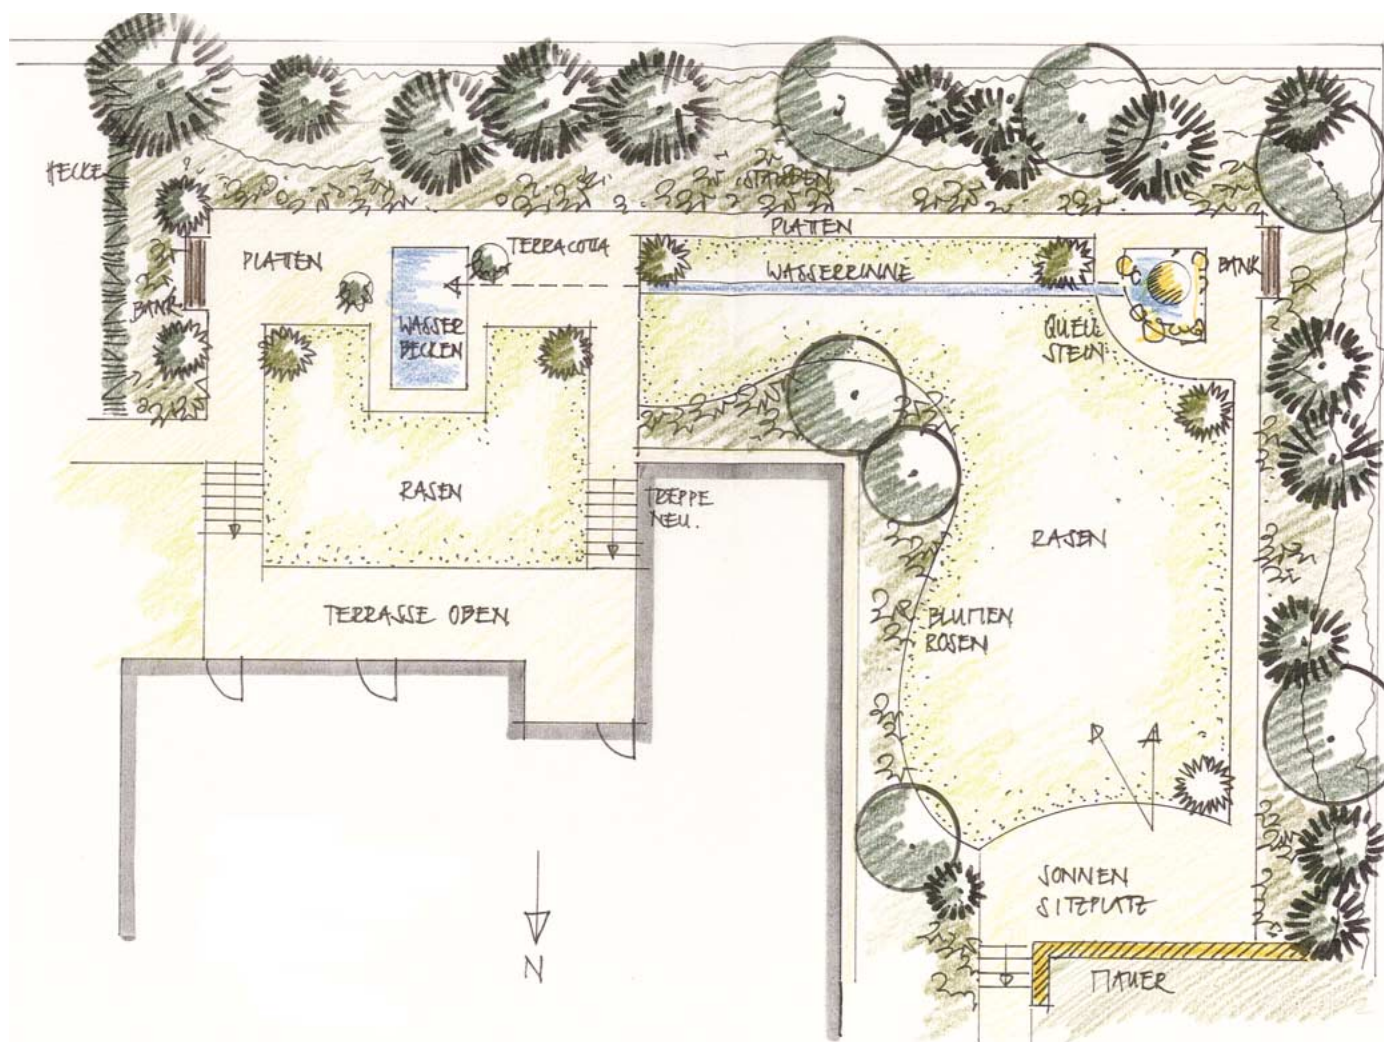 HECKE
STAUDEN
PLATTEN
TERRACOTTA
PLATTEN
WASSERRINNE
BANK
BANK
WASSER
BECKEN
QUELL
STEIN
RASEN
TREPPE
NEU.
RASEN
TERRASSE OBEN
BLUMEN
ROSEN
SONNEN
SITZPLATZ
N
MAUER